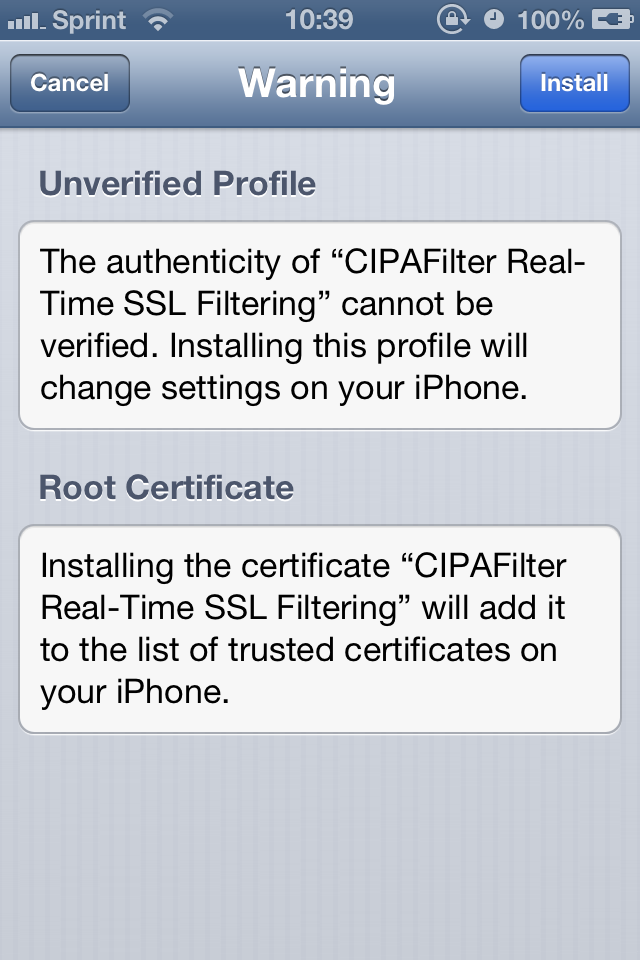 Sprint 10:39 100%
Cancel Warning Install
Unverified Profile
The authenticity of “CIPAFilter Real-
Time SSL Filtering” cannot be
verified. Installing this profile will
change settings on your iPhone.
Root Certificate
Installing the certificate “CIPAFilter
Real-Time SSL Filtering” will add it
to the list of trusted certificates on
your iPhone.